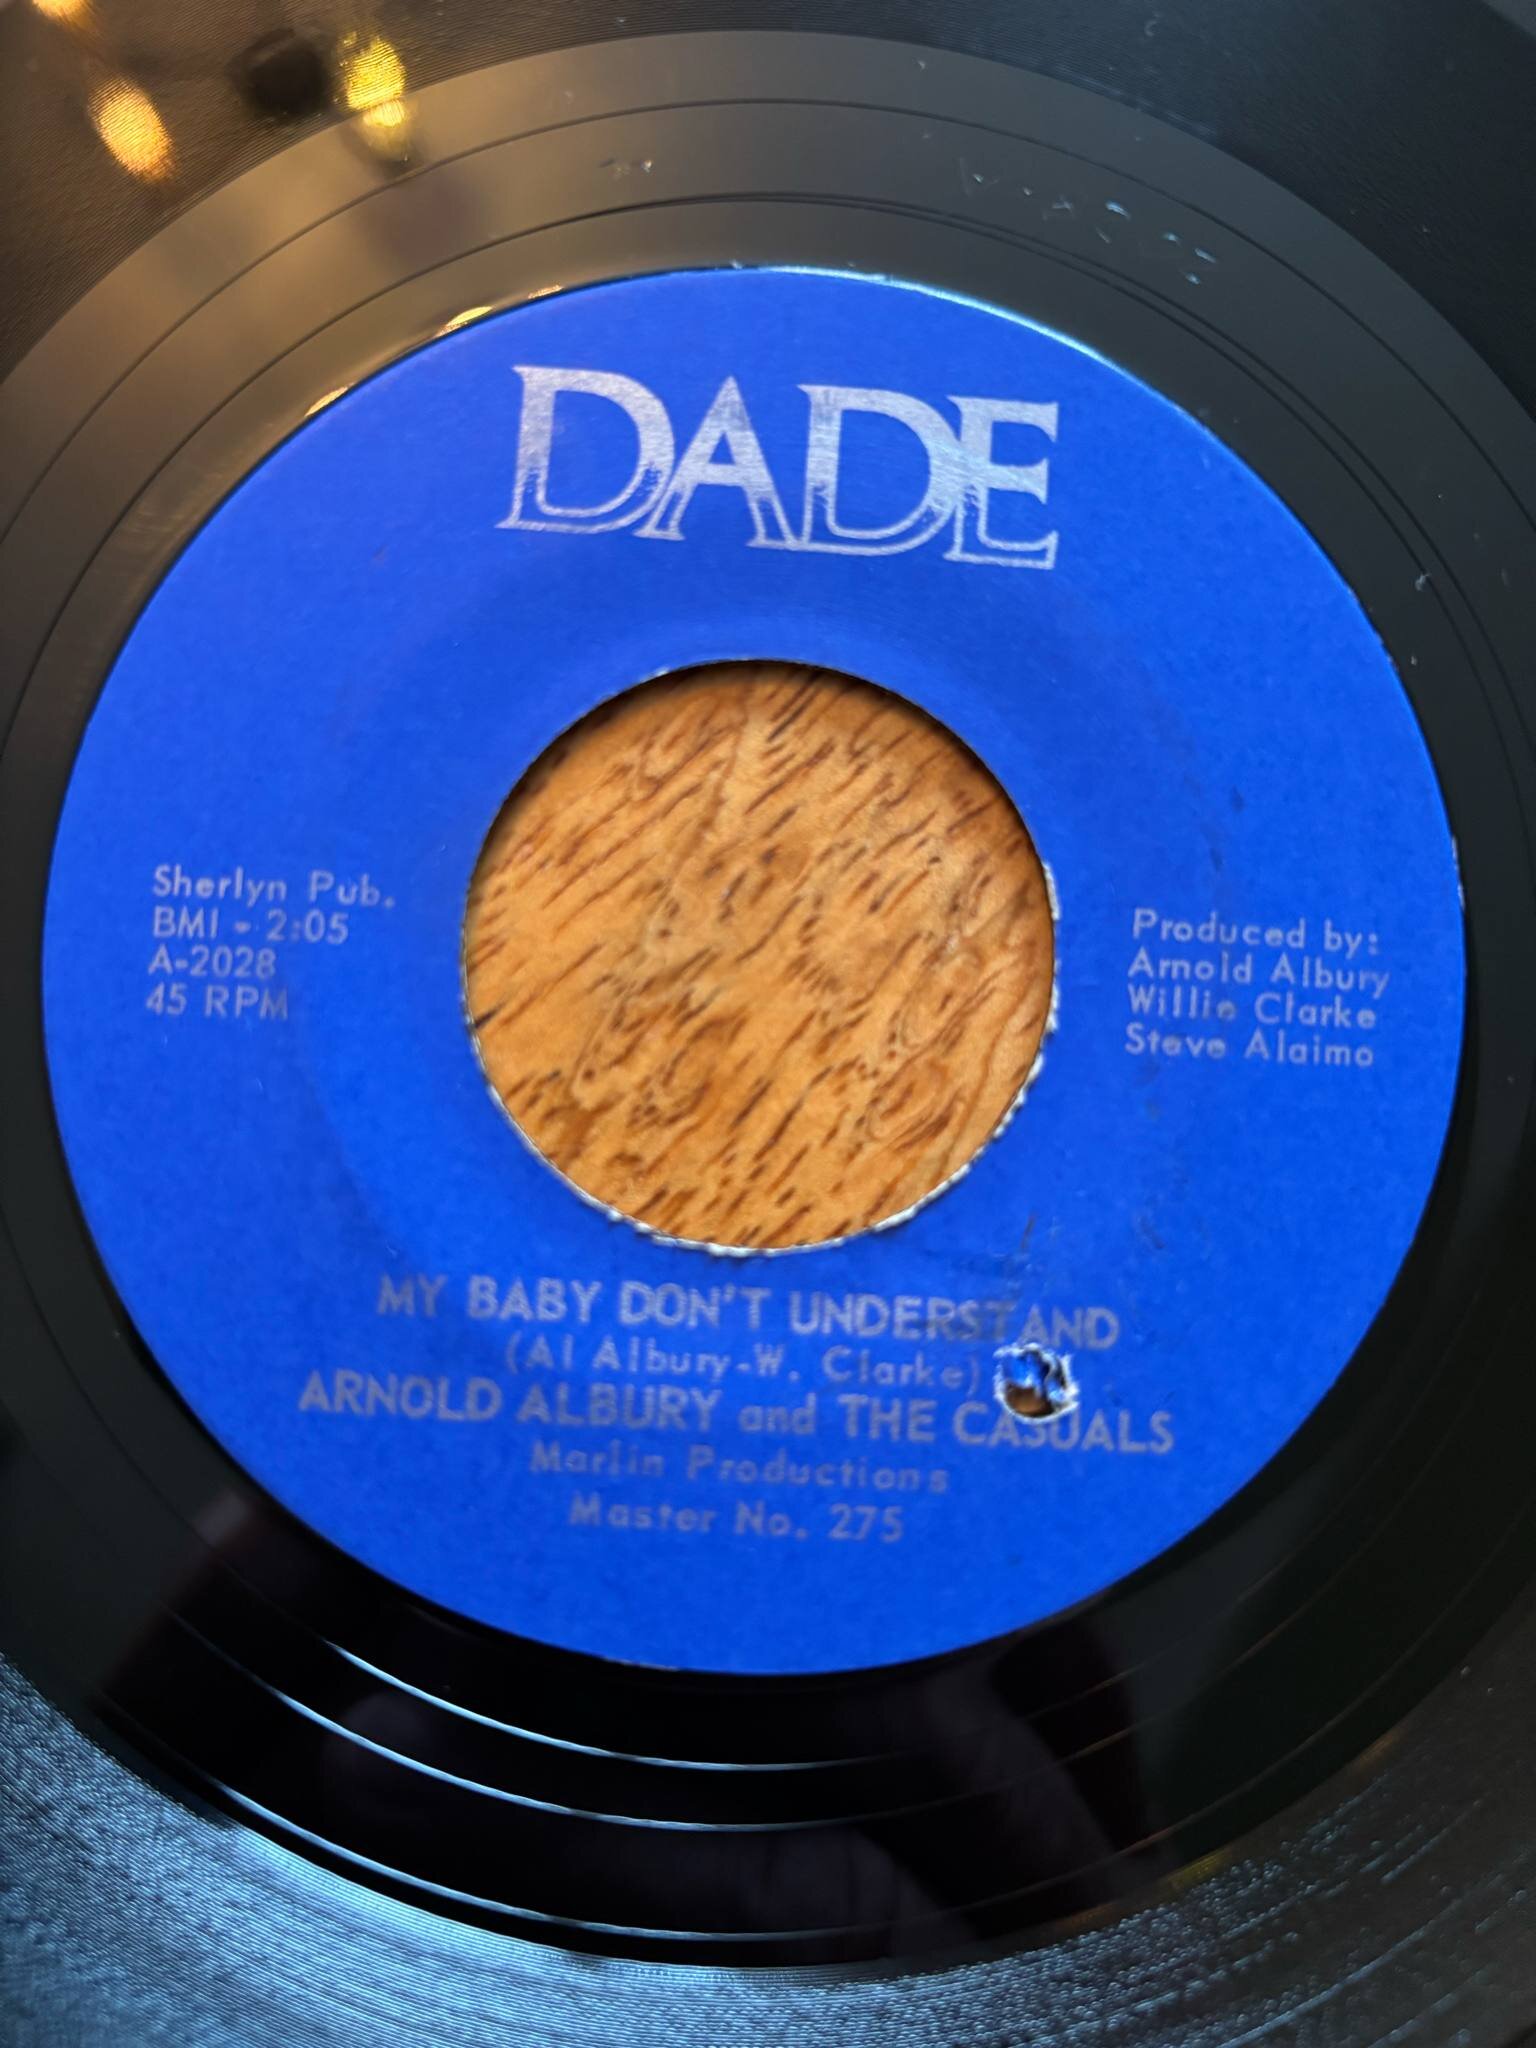 DADE
Sherlyn Pub.
BMI - 2:05
A-2028
45 RPM
Produced by:
Arnold Albury
Willie Clarke
Steve Alaimo
MY BABY DON'T UNDERSTAND
(Al Albury-W. Clarke)
ARNOLD ALBURY and THE CASUALS
Marlin Productions
Master No. 275